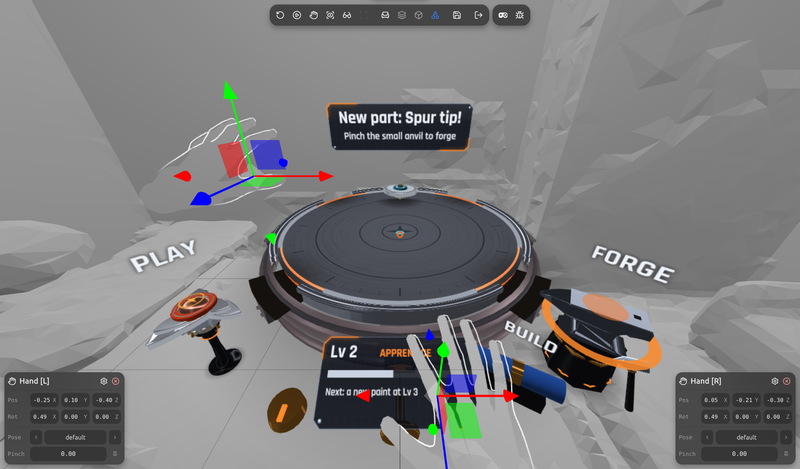 New part: Spur tip!
Pinch the small anvil to forge
PLAY
FORGE
BUILD
Lv 2 APPRENTICE
Next: a new paint at Lv 3
Hand [L]
Pos -0.25 X 0.10 Y -0.40 Z
Rot 0.49 X 0.00 Y 0.00 Z
Pose default
Pinch 0.00
Hand [R]
Pos 0.05 X -0.21 Y -0.30 Z
Rot 0.49 X 0.00 Y 0.00 Z
Pose default
Pinch 0.00